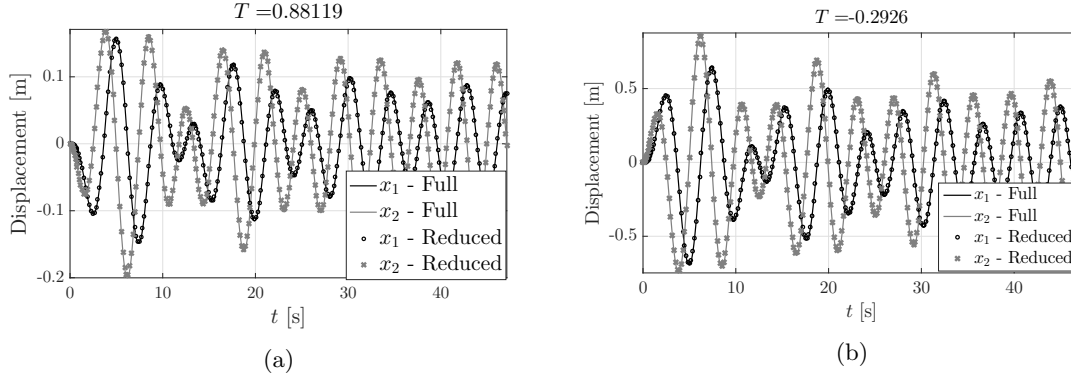 T =0.88119
Displacement [m]
0.1
0
-0.1
-0.2
x₁ - Full
x₂ - Full
x₁ - Reduced
x₂ - Reduced
0 10 20 30 40
t [s]
(a)
T =-0.2926
Displacement [m]
0.5
0
-0.5
x₁ - Full
x₂ - Full
x₁ - Reduced
x₂ - Reduced
0 10 20 30 40
t [s]
(b)